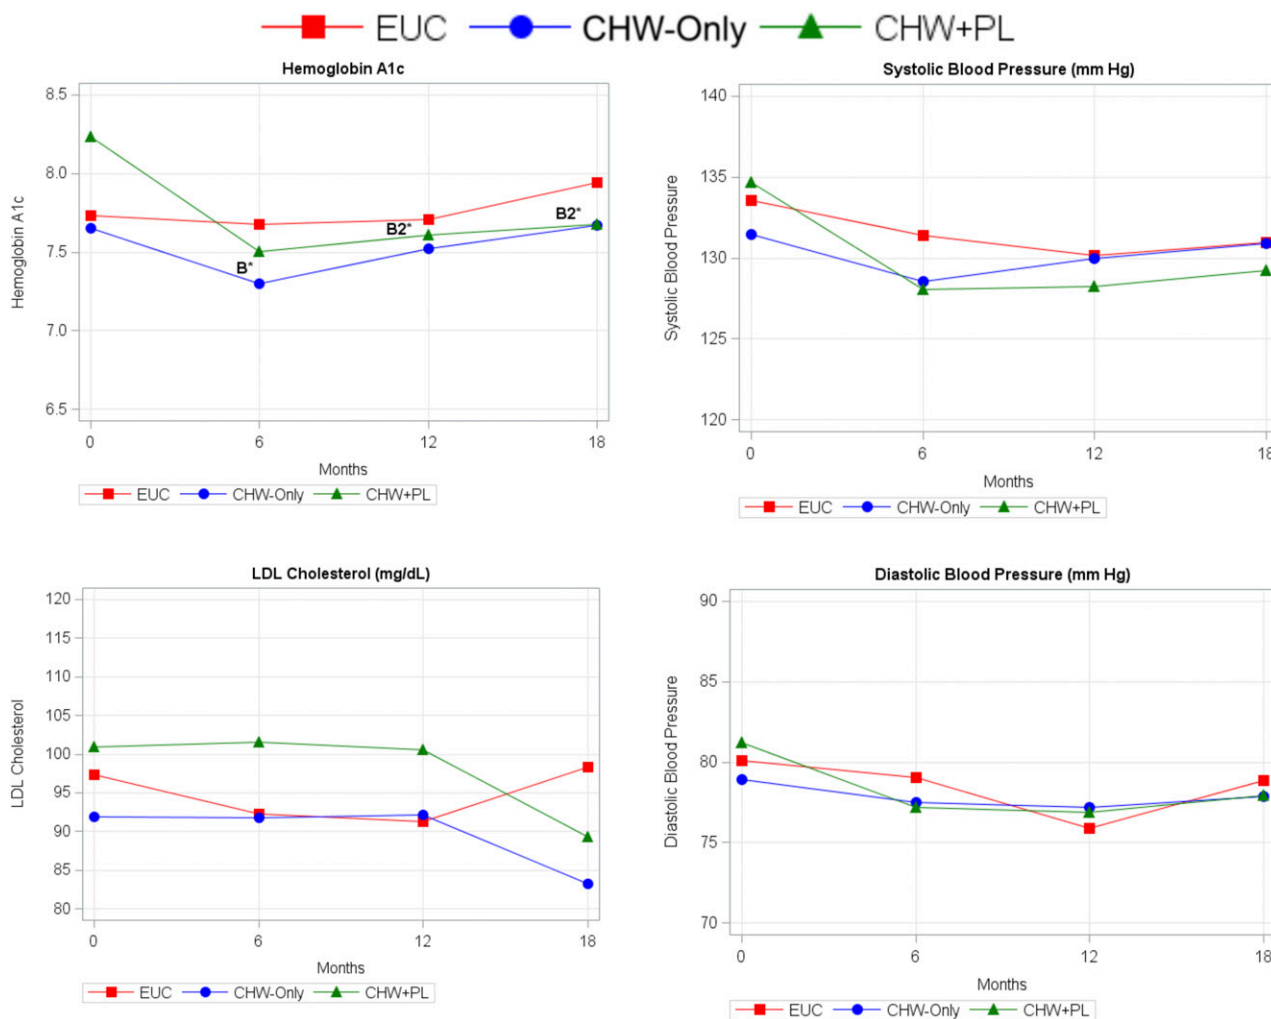 EUC CHW-Only CHW+PL
Hemoglobin A1c
Hemoglobin A1c
8.5
8.0
7.5
7.0
6.5
B*
B2*
B2*
0 6 12 18
Months
EUC CHW-Only CHW+PL
Systolic Blood Pressure (mm Hg)
Systolic Blood Pressure
140
135
130
125
120
0 6 12 18
Months
EUC CHW-Only CHW+PL
LDL Cholesterol (mg/dL)
LDL Cholesterol
120
115
110
105
100
95
90
85
80
0 6 12 18
Months
EUC CHW-Only CHW+PL
Diastolic Blood Pressure (mm Hg)
Diastolic Blood Pressure
90
85
80
75
70
0 6 12 18
Months
EUC CHW-Only CHW+PL